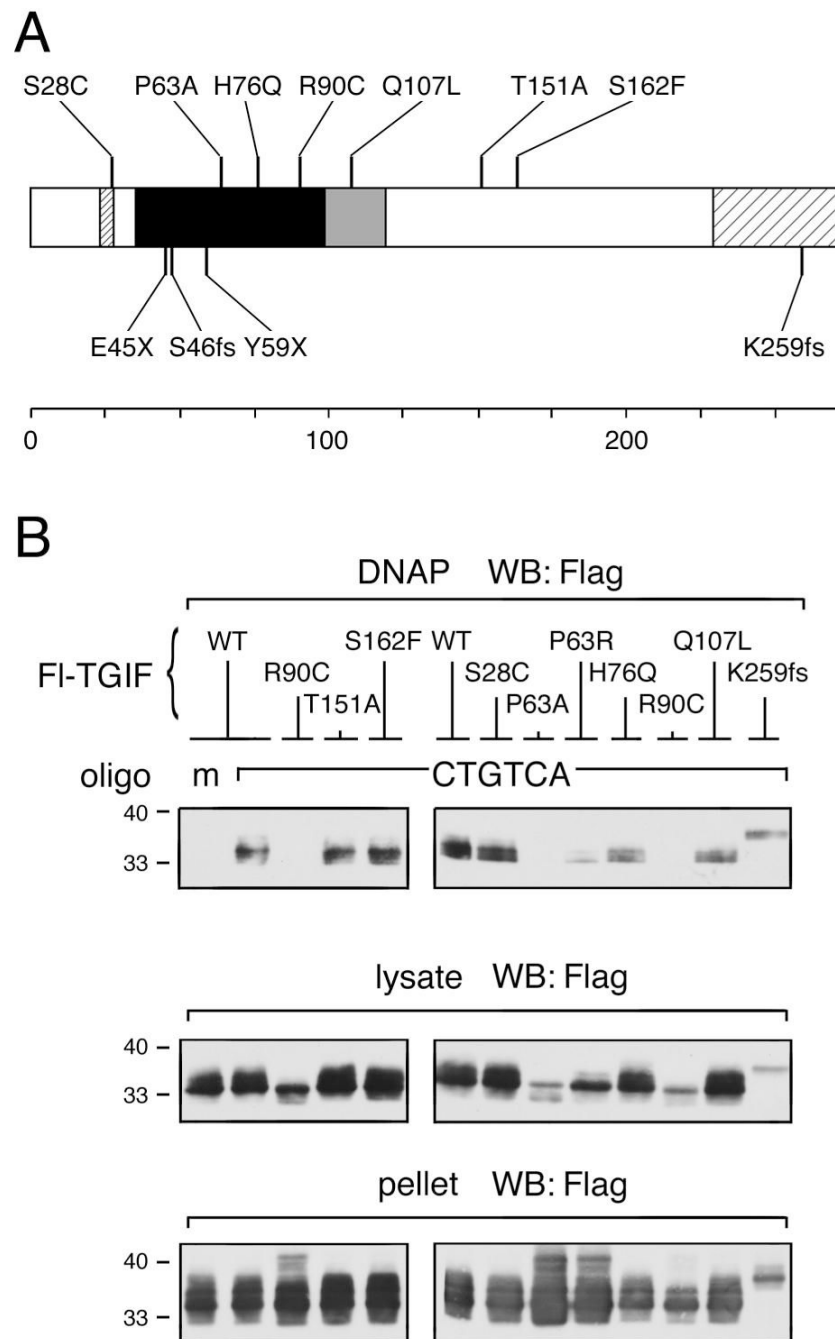 A
S28C P63A H76Q R90C Q107L T151A S162F
E45X S46fs Y59X K259fs
0 100 200
B
DNAP WB: Flag
WT S162F WT P63R Q107L
Fl-TGIF { R90C S28C H76Q K259fs
T151A P63A R90C
oligo m CTGTCA
40
33
lysate WB: Flag
40
33
pellet WB: Flag
40
33